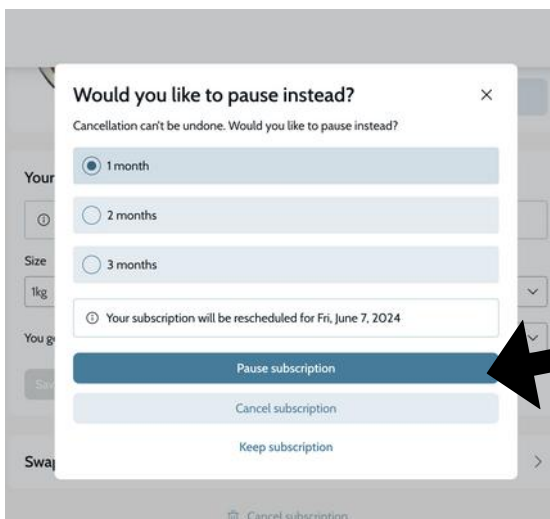 Would you like to pause instead?
Cancellation can't be undone. Would you like to pause instead?
1 month
Your
2 months
Size
3 months
1kg
Your subscription will be rescheduled for Fri, June 7, 2024
You ge
Pause subscription
Sav
Cancel subscription
Keep subscription
Swap
Cancel subscription